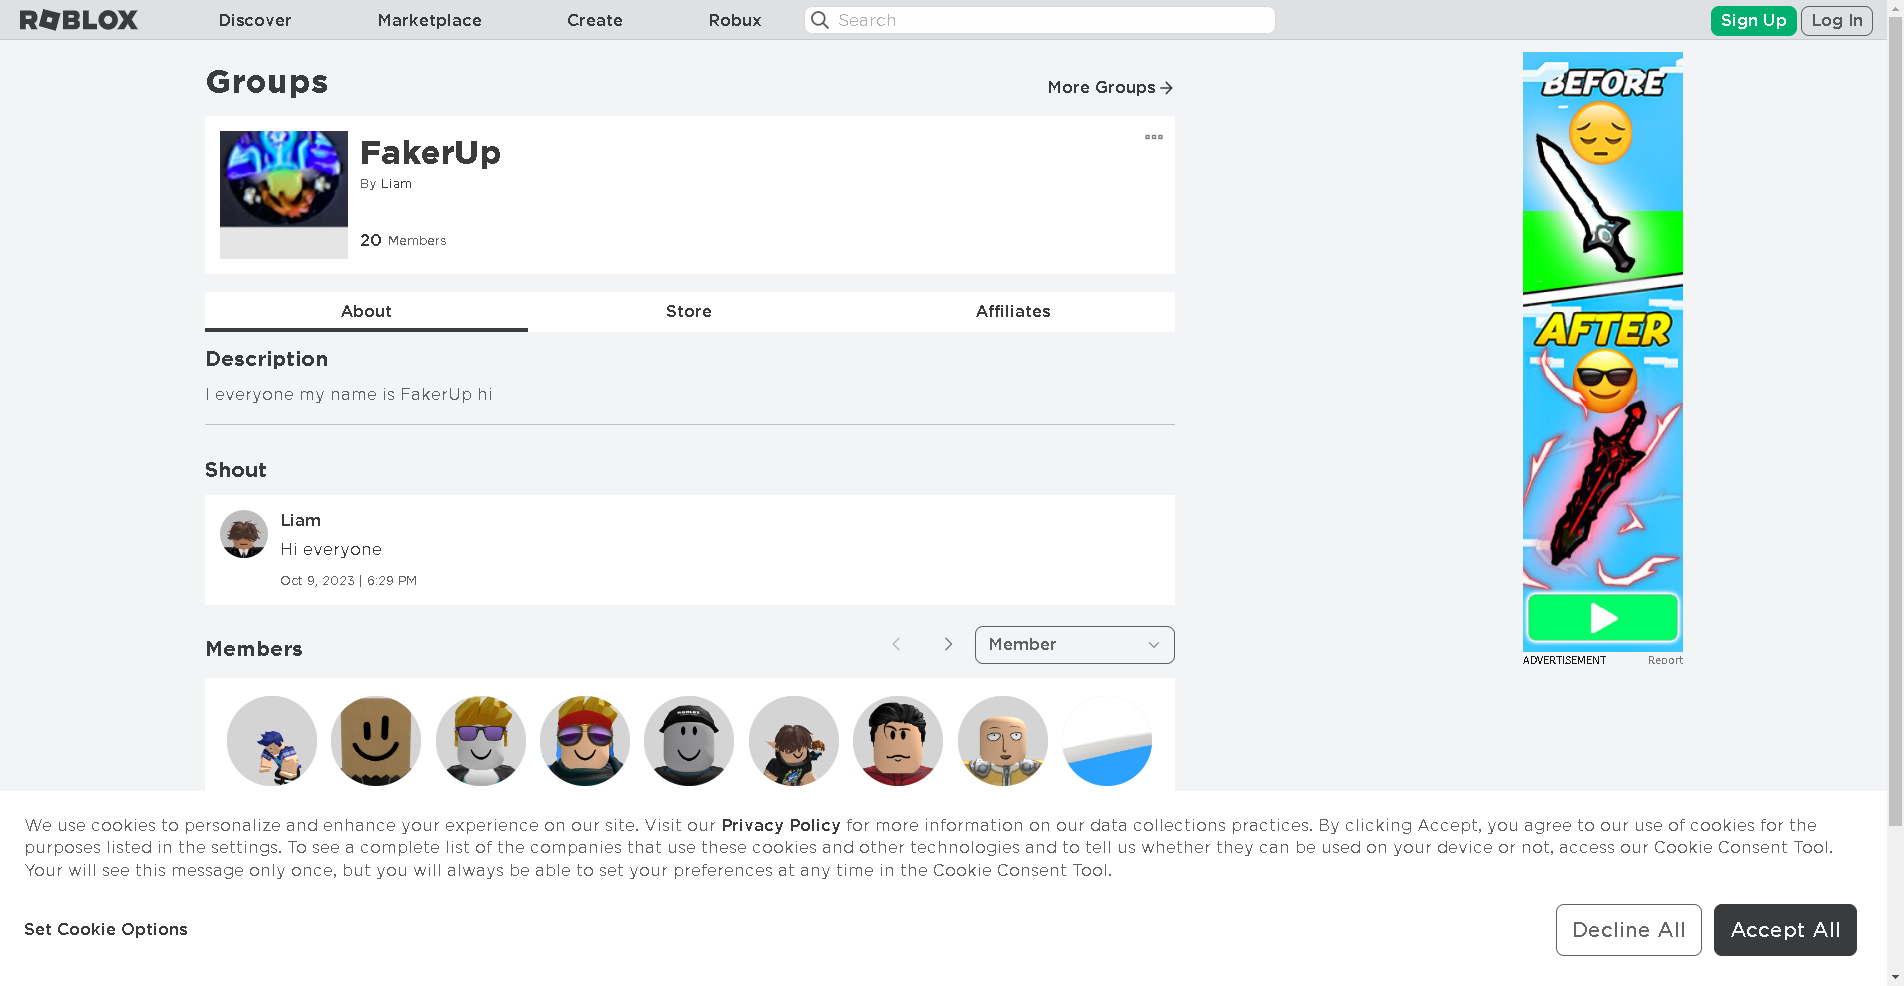 ROBLOX
Discover
Marketplace
Create
Robux
Search
Sign Up
Log In
Groups
More Groups
FakerUp
By Liam
20 Members
About
Store
Affiliates
Description
I everyone my name is FakerUp hi
Shout
Liam
Hi everyone
Oct 9, 2023 | 6:29 PM
Members
Member
ROBLOX
BEFORE
AFTER
ADVERTISEMENT
Report
We use cookies to personalize and enhance your experience on our site. Visit our Privacy Policy for more information on our data collections practices. By clicking Accept, you agree to our use of cookies for the
purposes listed in the settings. To see a complete list of the companies that use these cookies and other technologies and to tell us whether they can be used on your device or not, access our Cookie Consent Tool.
Your will see this message only once, but you will always be able to set your preferences at any time in the Cookie Consent Tool.
Set Cookie Options
Decline All
Accept All